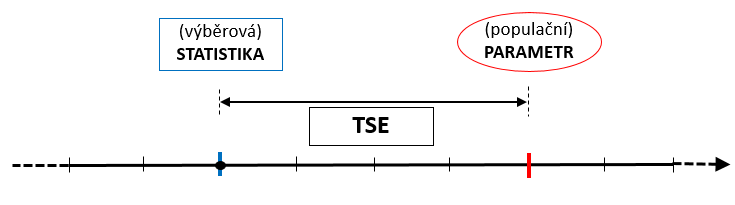 (výběrová)
STATISTIKA
(populační)
PARAMETR
TSE